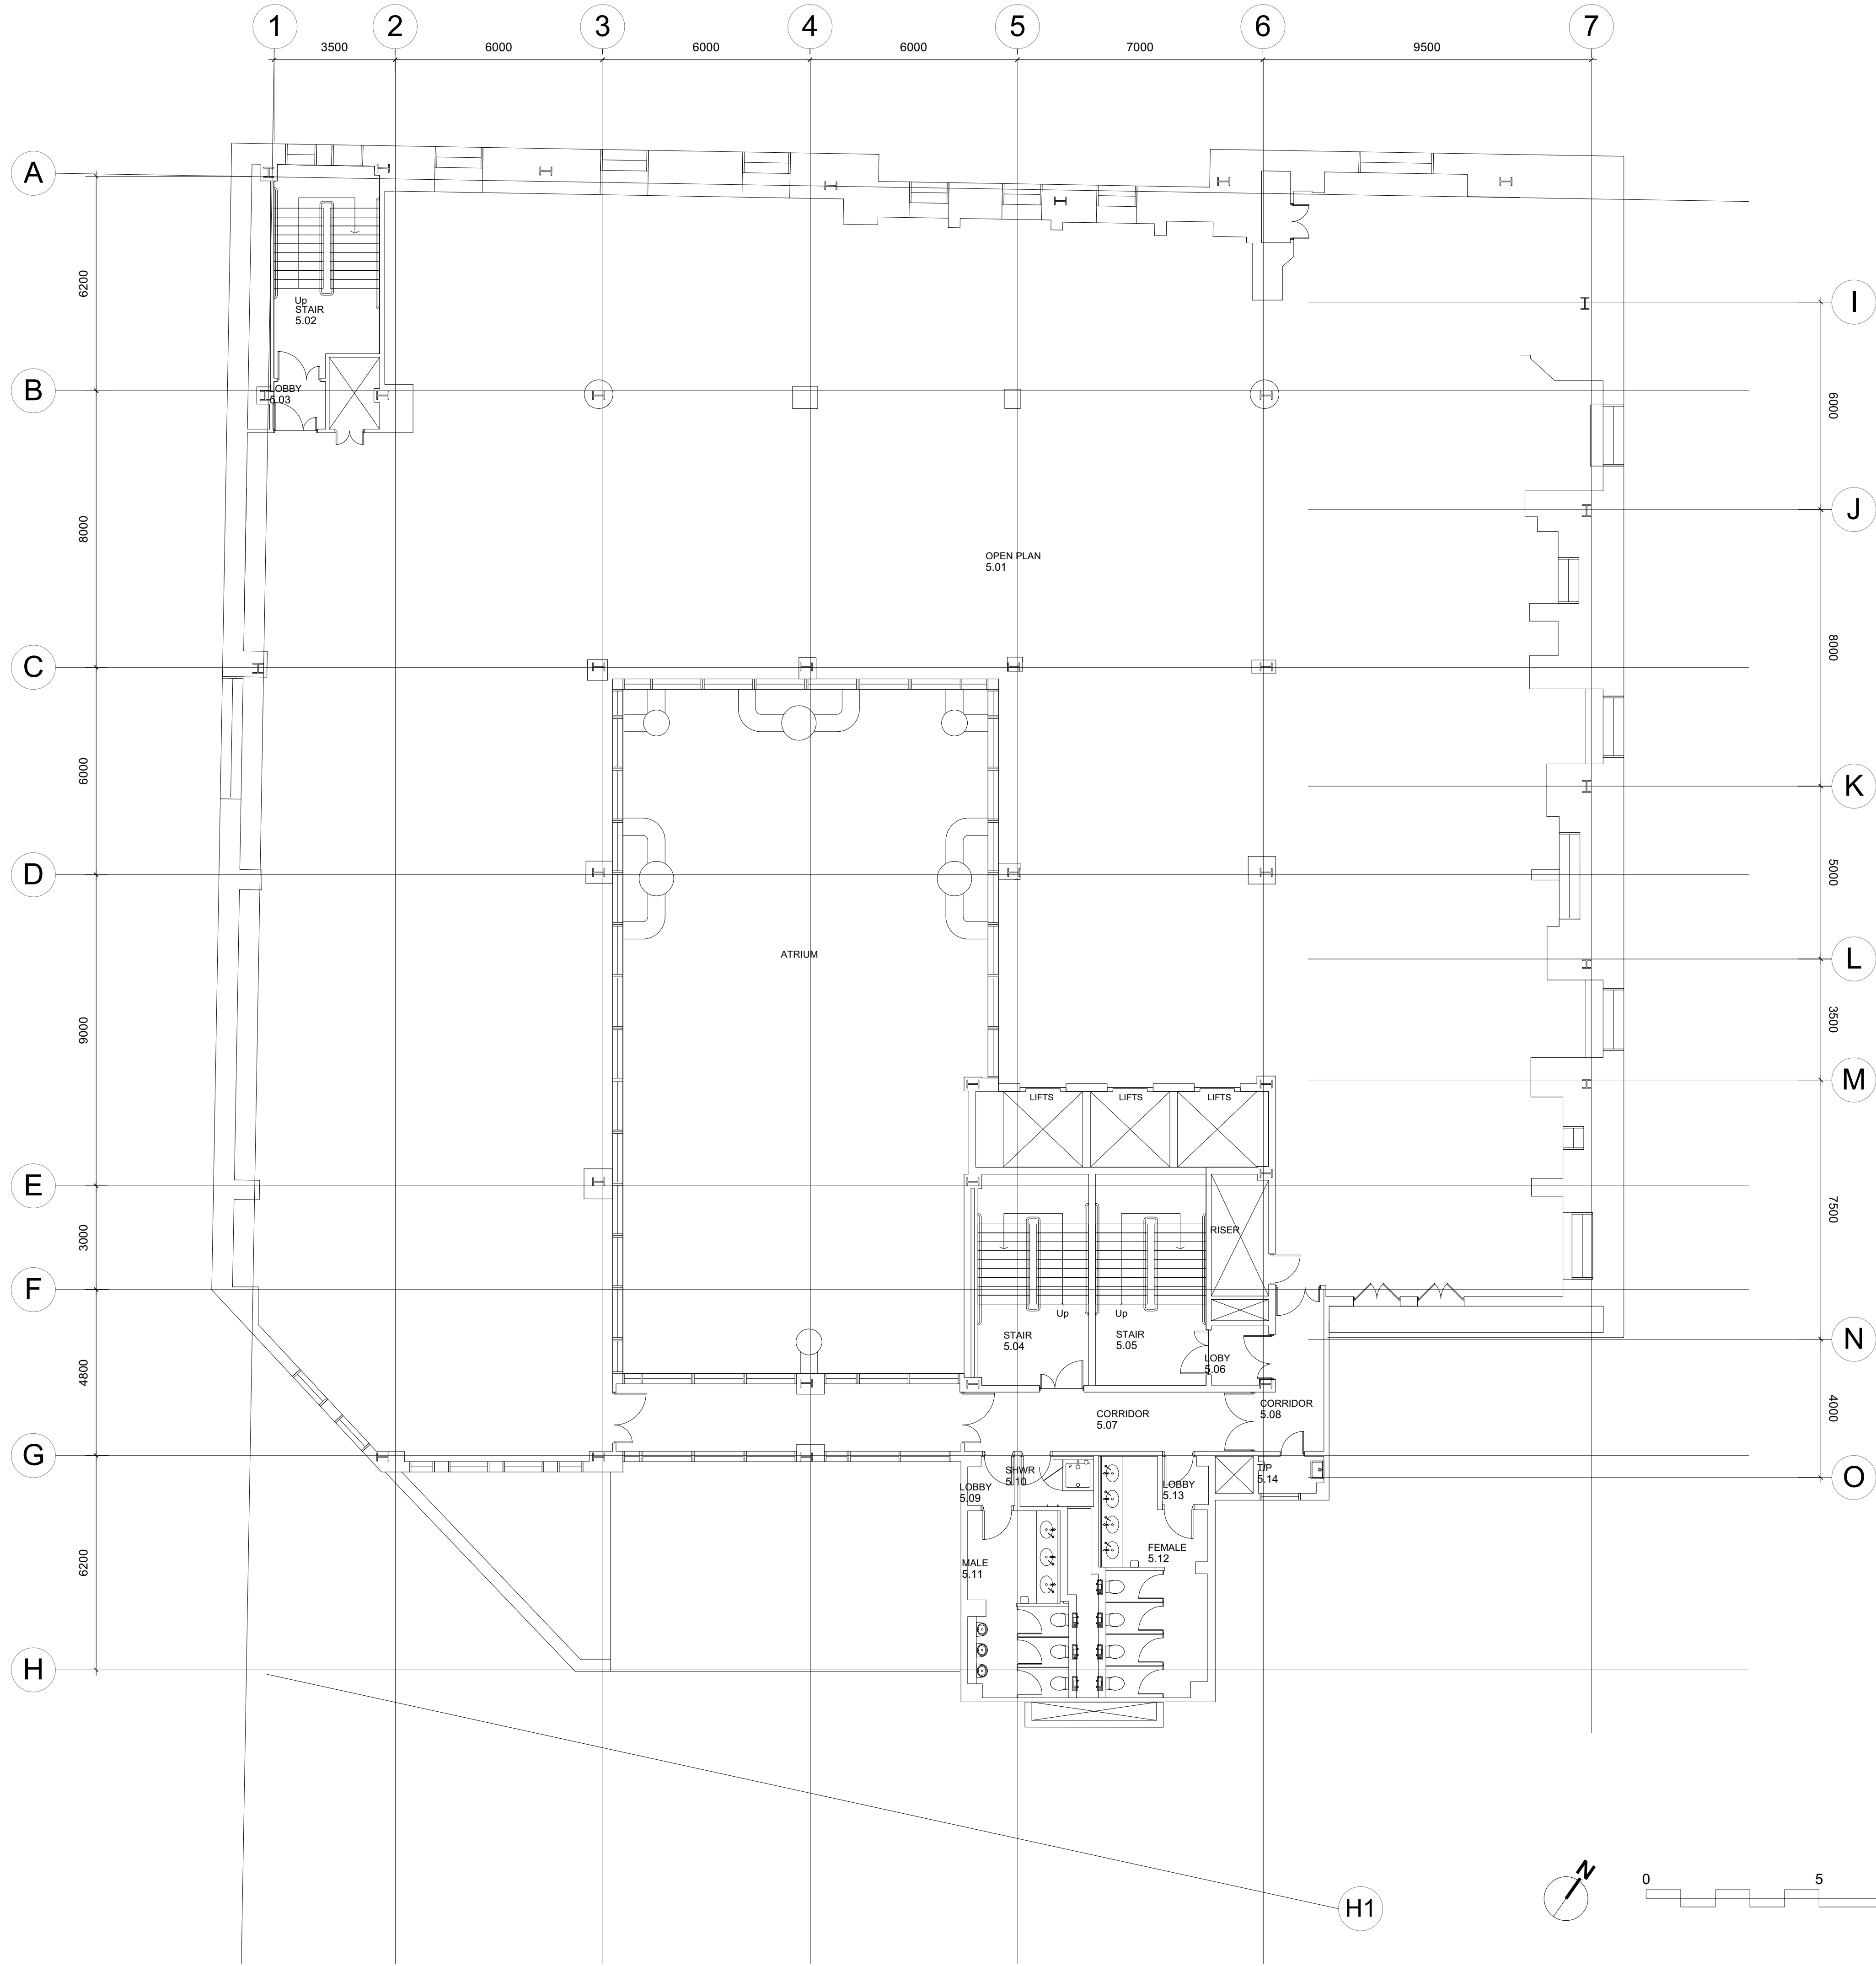 1 2 3 4 5 6 7
3500 6000 6000 6000 7000 9500
A
6200
Up
STAIR
5.02
I
B
LOBBY
5.03
6000
8000
J
OPEN PLAN
5.01
C
8000
6000
K
D
5000
ATRIUM
L
9000
3500
M
LIFTS LIFTS LIFTS
E
7500
3000
RISER
F
Up Up
STAIR
5.04
STAIR
5.05
N
4800
LOBY
5.06
CORRIDOR
5.07
CORRIDOR
5.08
4000
G
O
SHWR
5.10
T/P
5.14
LOBBY
5.09
LOBBY
5.13
6200
MALE
5.11
FEMALE
5.12
H
N
0 5
H1